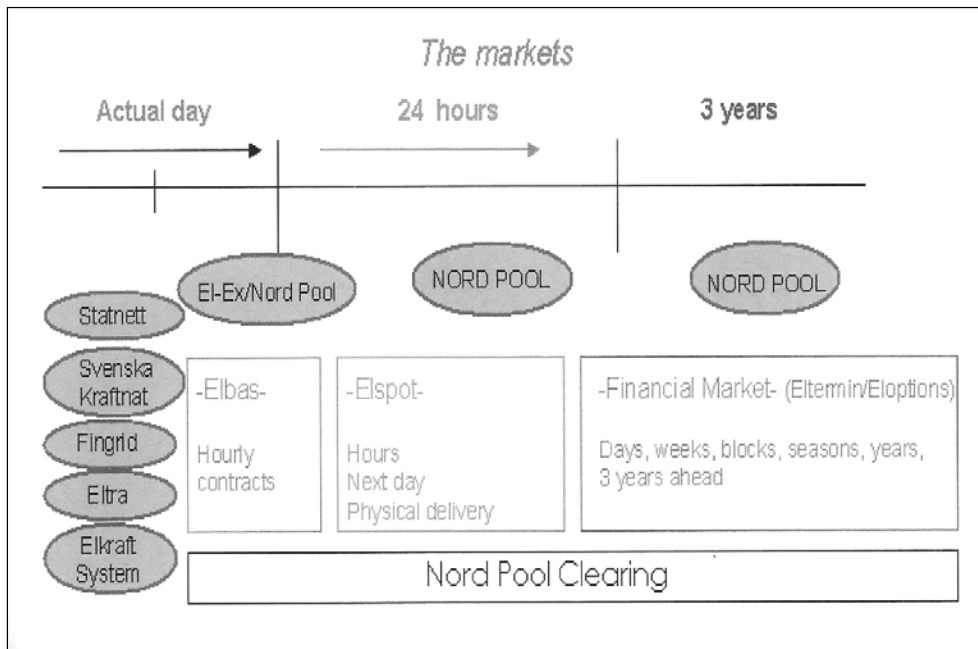 The markets
Actual day
24 hours
3 years
El-Ex/Nord Pool
NORD POOL
NORD POOL
Statnett
Svenska
Kraftnat
Fingrid
Eltra
Elkraft
System
-Elbas-
Hourly
contracts
-Elspot-
Hours
Next day
Physical delivery
-Financial Market- (Eltermin/Eloptions)
Days, weeks, blocks, seasons, years,
3 years ahead
Nord Pool Clearing